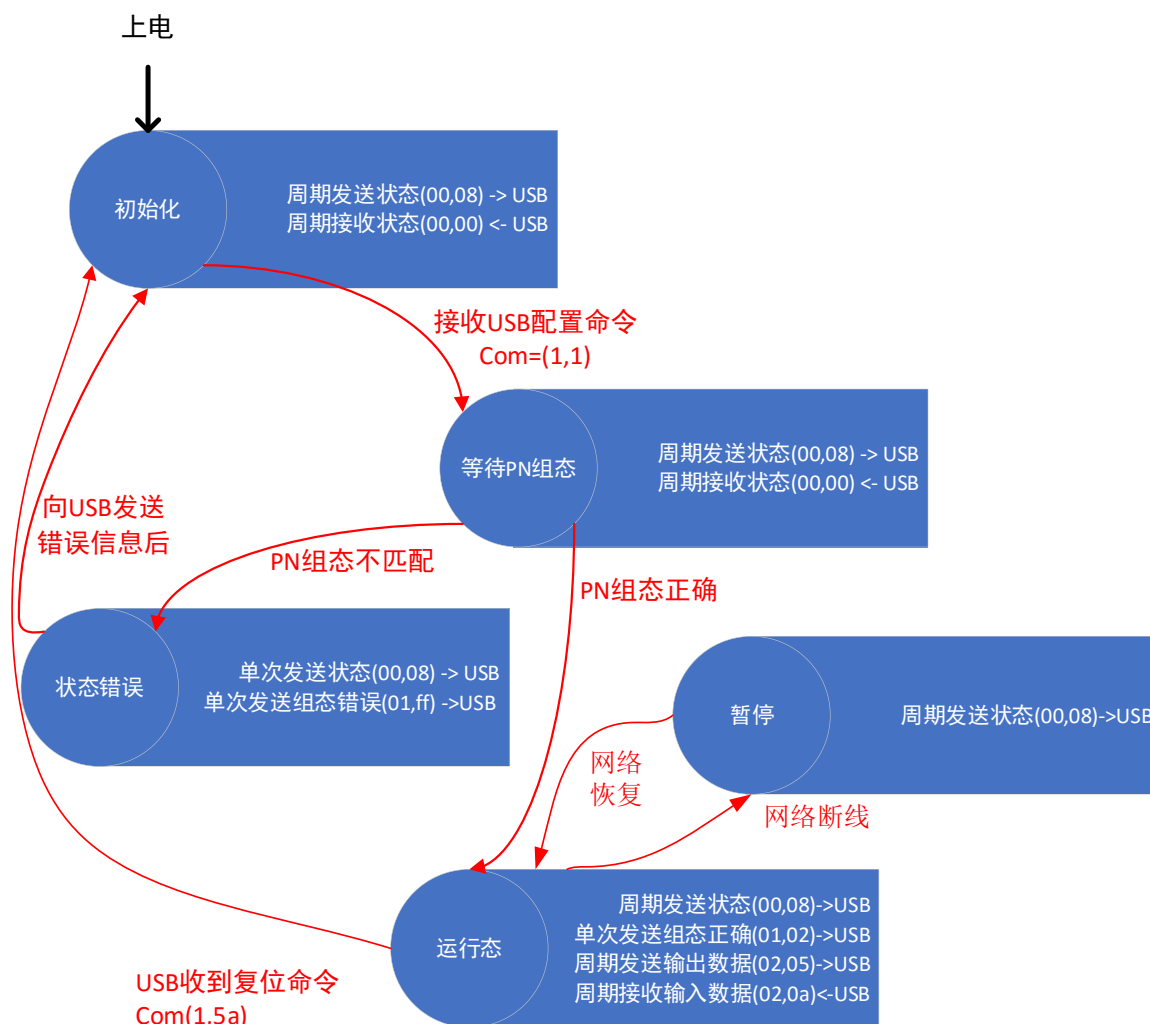 上电
初始化
周期发送状态(00,08) -> USB
周期接收状态(00,00) <- USB
接收USB配置命令
Com=(1,1)
等待PN组态
周期发送状态(00,08) -> USB
周期接收状态(00,00) <- USB
向USB发送
错误信息后
PN组态不匹配
PN组态正确
状态错误
单次发送状态(00,08) -> USB
单次发送组态错误(01,ff) ->USB
暂停
周期发送状态(00,08)->USB
网络
恢复
网络断线
运行态
周期发送状态(00,08)->USB
单次发送组态正确(01,02)->USB
周期发送输出数据(02,05)->USB
周期接收输入数据(02,0a)<-USB
USB收到复位命令
Com(1.5a)